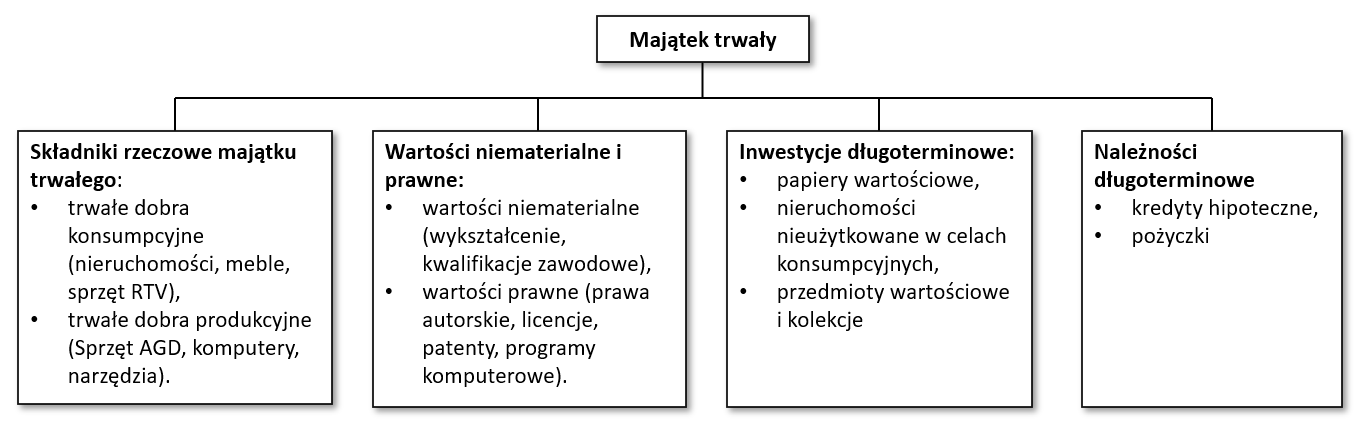 Majątek trwały
Składniki rzeczowe majątku
trwałego:
• trwałe dobra
konsumpcyjne
(nieruchomości, meble,
sprzęt RTV),
• trwałe dobra produkcyjne
(Sprzęt AGD, komputery,
narzędzia).
Wartości niematerialne i
prawne:
• wartości niematerialne
(wykształcenie,
kwalifikacje zawodowe),
• wartości prawne (prawa
autorskie, licencje,
patenty, programy
komputerowe).
Inwestycje długoterminowe:
• papiery wartościowe,
• nieruchomości
nieużytkowane w celach
konsumpcyjnych,
• przedmioty wartościowe
i kolekcje
Należności
długoterminowe
• kredyty hipoteczne,
• pożyczki